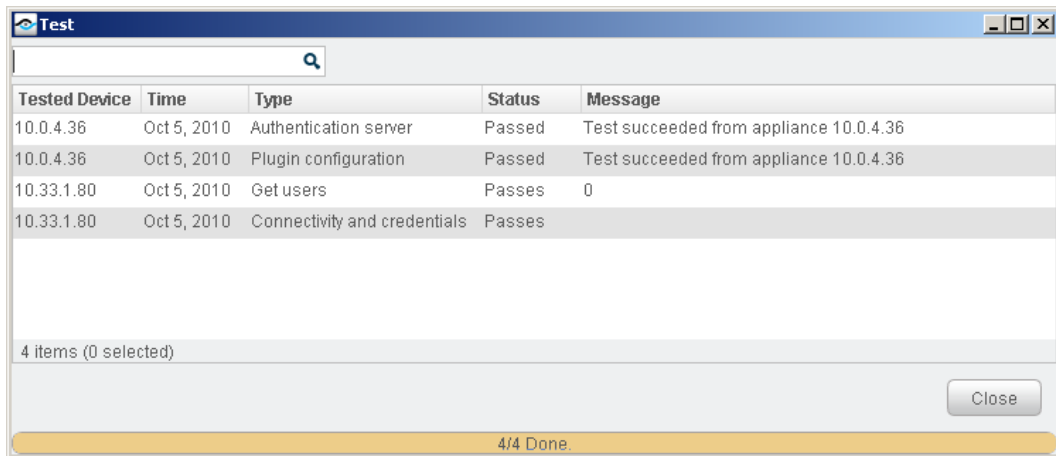 Test
Tested Device Time Type Status Message
10.0.4.36 Oct 5, 2010 Authentication server Passed Test succeeded from appliance 10.0.4.36
10.0.4.36 Oct 5, 2010 Plugin configuration Passed Test succeeded from appliance 10.0.4.36
10.33.1.80 Oct 5, 2010 Get users Passes 0
10.33.1.80 Oct 5, 2010 Connectivity and credentials Passes
4 items (0 selected)
Close
4/4 Done.